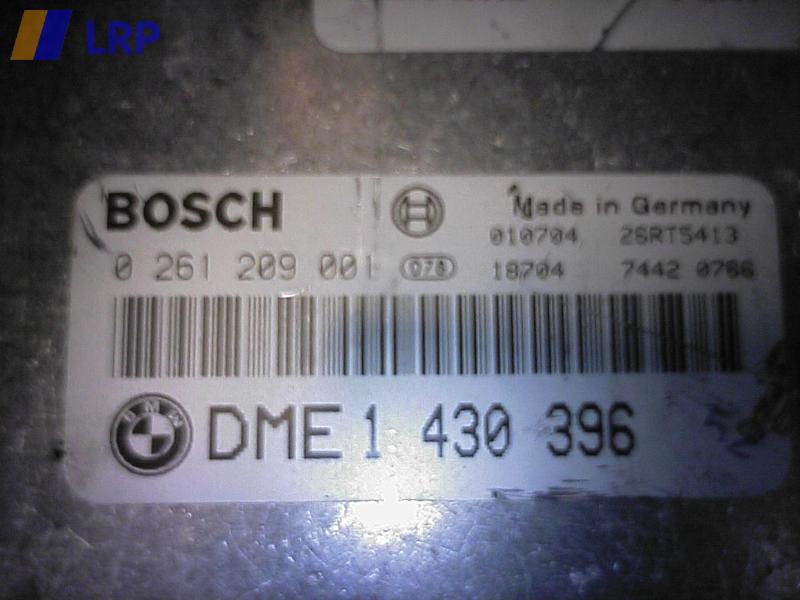 LRP
BOSCH
Made in Germany
010704 26RT5413
0 261 209 001 078 18704 7442 0766
BMW DME 1 430 396